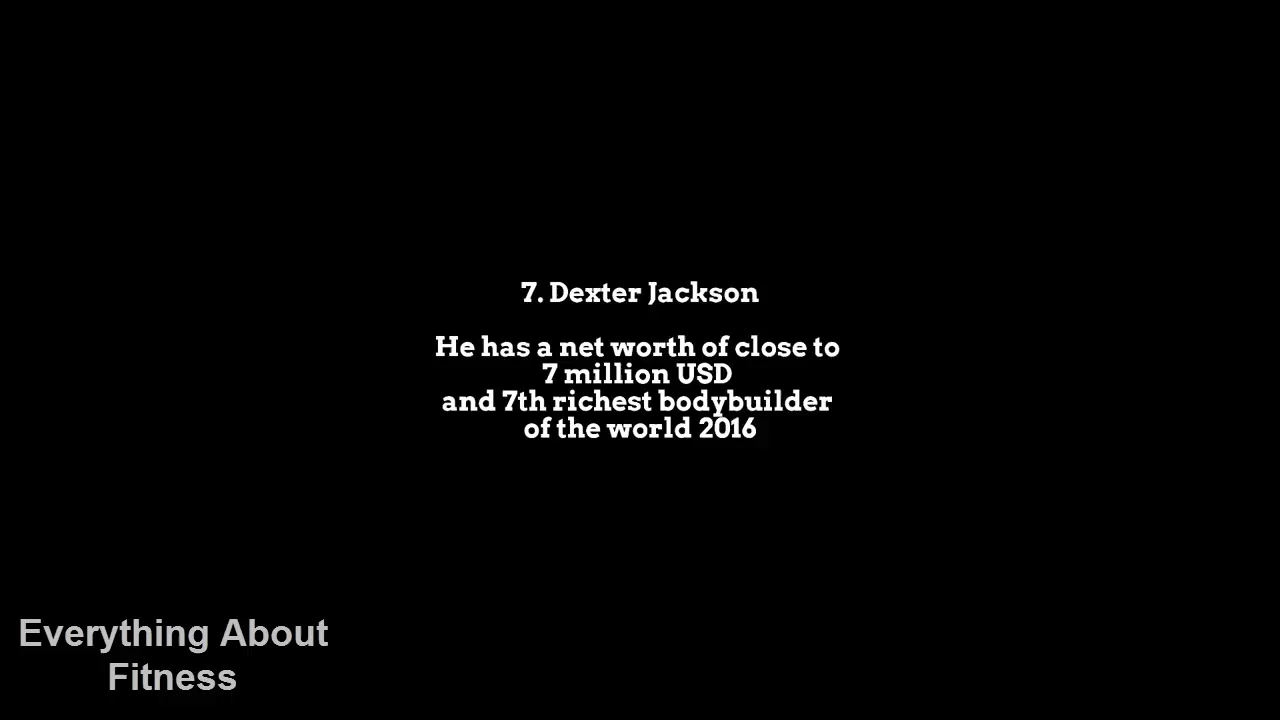 7. Dexter Jackson
He has a net worth of close to
7 million USD
and 7th richest bodybuilder
of the world 2016
Everything About
Fitness